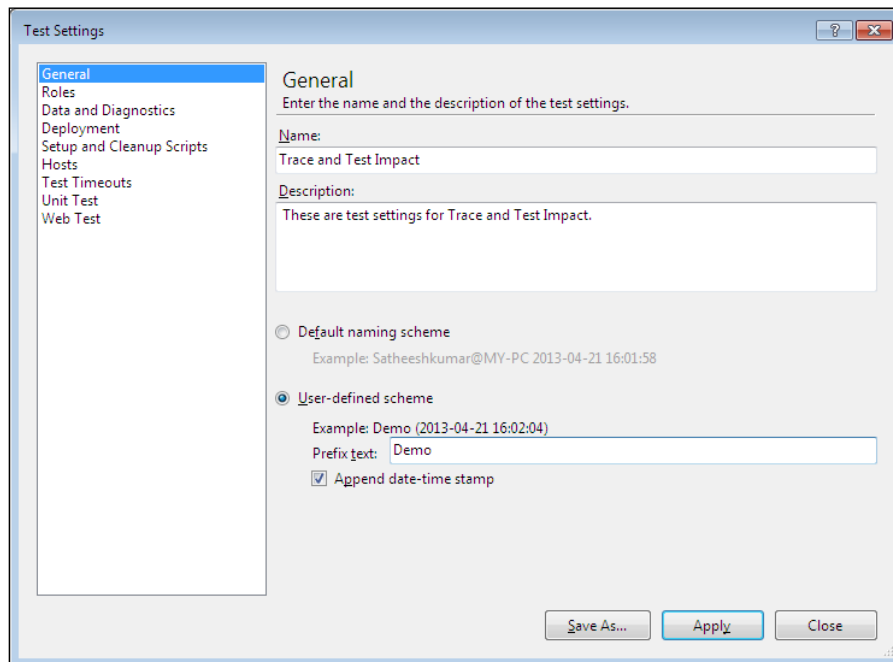 Test Settings
General
Roles
Data and Diagnostics
Deployment
Setup and Cleanup Scripts
Hosts
Test Timeouts
Unit Test
Web Test
General
Enter the name and the description of the test settings.
Name:
Trace and Test Impact
Description:
These are test settings for Trace and Test Impact.
Default naming scheme
Example: Satheeshkumar@MY-PC 2013-04-21 16:01:58
User-defined scheme
Example: Demo (2013-04-21 16:02:04)
Prefix text: Demo
Append date-time stamp
Save As... Apply Close